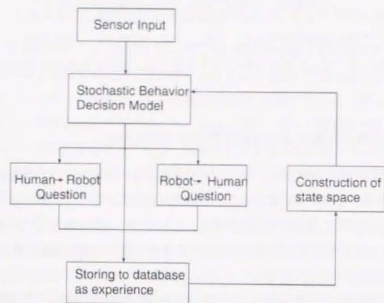 Sensor Input
Stochastic Behavior
Decision Model
Human→ Robot
Question
Robot→ Human
Question
Construction of
state space
Storing to database
as experience